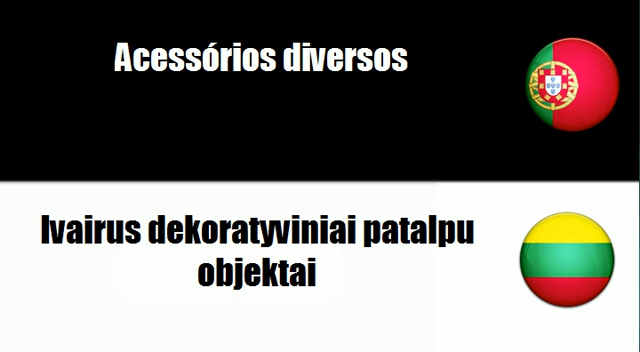 Acessórios diversos
Ivairus dekoratyviniai patalpu
objektai